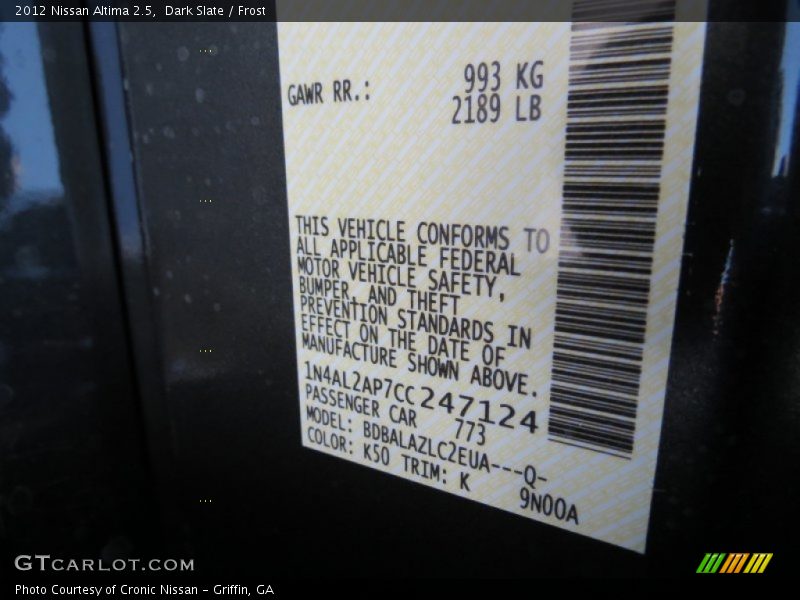 2012 Nissan Altima 2.5,  Dark Slate / Frost
GAWR RR.: 993 KG
2189 LB
THIS VEHICLE CONFORMS TO
ALL APPLICABLE FEDERAL
MOTOR VEHICLE SAFETY,
BUMPER, AND THEFT
PREVENTION STANDARDS IN
EFFECT ON THE DATE OF
MANUFACTURE SHOWN ABOVE.
1N4AL2AP7CC247124
PASSENGER CAR 773
MODEL: BDBALAZLC2EUA---Q-
COLOR: K50 TRIM: K 9N00A
GTCARLOT.COM
Photo Courtesy of Cronic Nissan - Griffin, GA